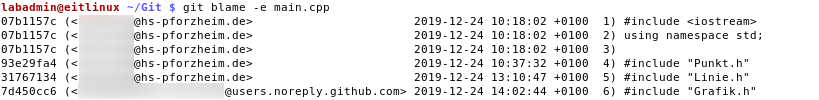 labadmin@eitlinux ~/Git $ git blame -e main.cpp
07b1157c (< @hs-pforzheim.de> 2019-12-24 10:18:02 +0100 1) #include <iostream>
07b1157c (< @hs-pforzheim.de> 2019-12-24 10:18:02 +0100 2) using namespace std;
07b1157c (< @hs-pforzheim.de> 2019-12-24 10:18:02 +0100 3)
93e29fa4 (< @hs-pforzheim.de> 2019-12-24 10:37:32 +0100 4) #include "Punkt.h"
31767134 (< @hs-pforzheim.de> 2019-12-24 13:10:47 +0100 5) #include "Linie.h"
7d450cc6 (< @users.noreply.github.com> 2019-12-24 14:02:44 +0100 6) #include "Grafik.h"